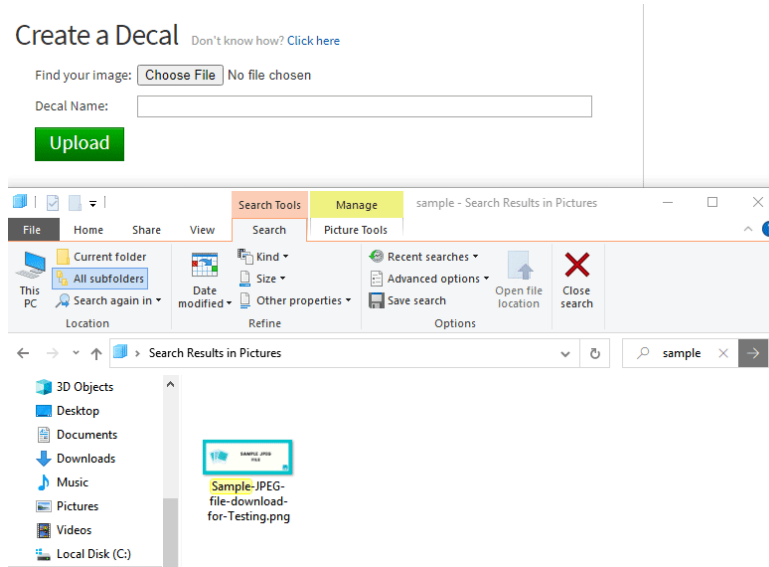 Create a Decal Don't know how? Click here
Find your image: Choose File No file chosen
Decal Name:
Upload
Search Tools Manage sample - Search Results in Pictures
File Home Share View Search Picture Tools
Current folder
All subfolders
Search again in
This PC
Location
Date modified
Kind
Size
Other properties
Refine
Recent searches
Advanced options
Save search
Open file location
Close search
Options
Search Results in Pictures
sample
3D Objects
Desktop
Documents
Downloads
Music
Pictures
Videos
Local Disk (C:)
SAMPLE JPEG
FILE
Sample-JPEG-
file-download-
for-Testing.png